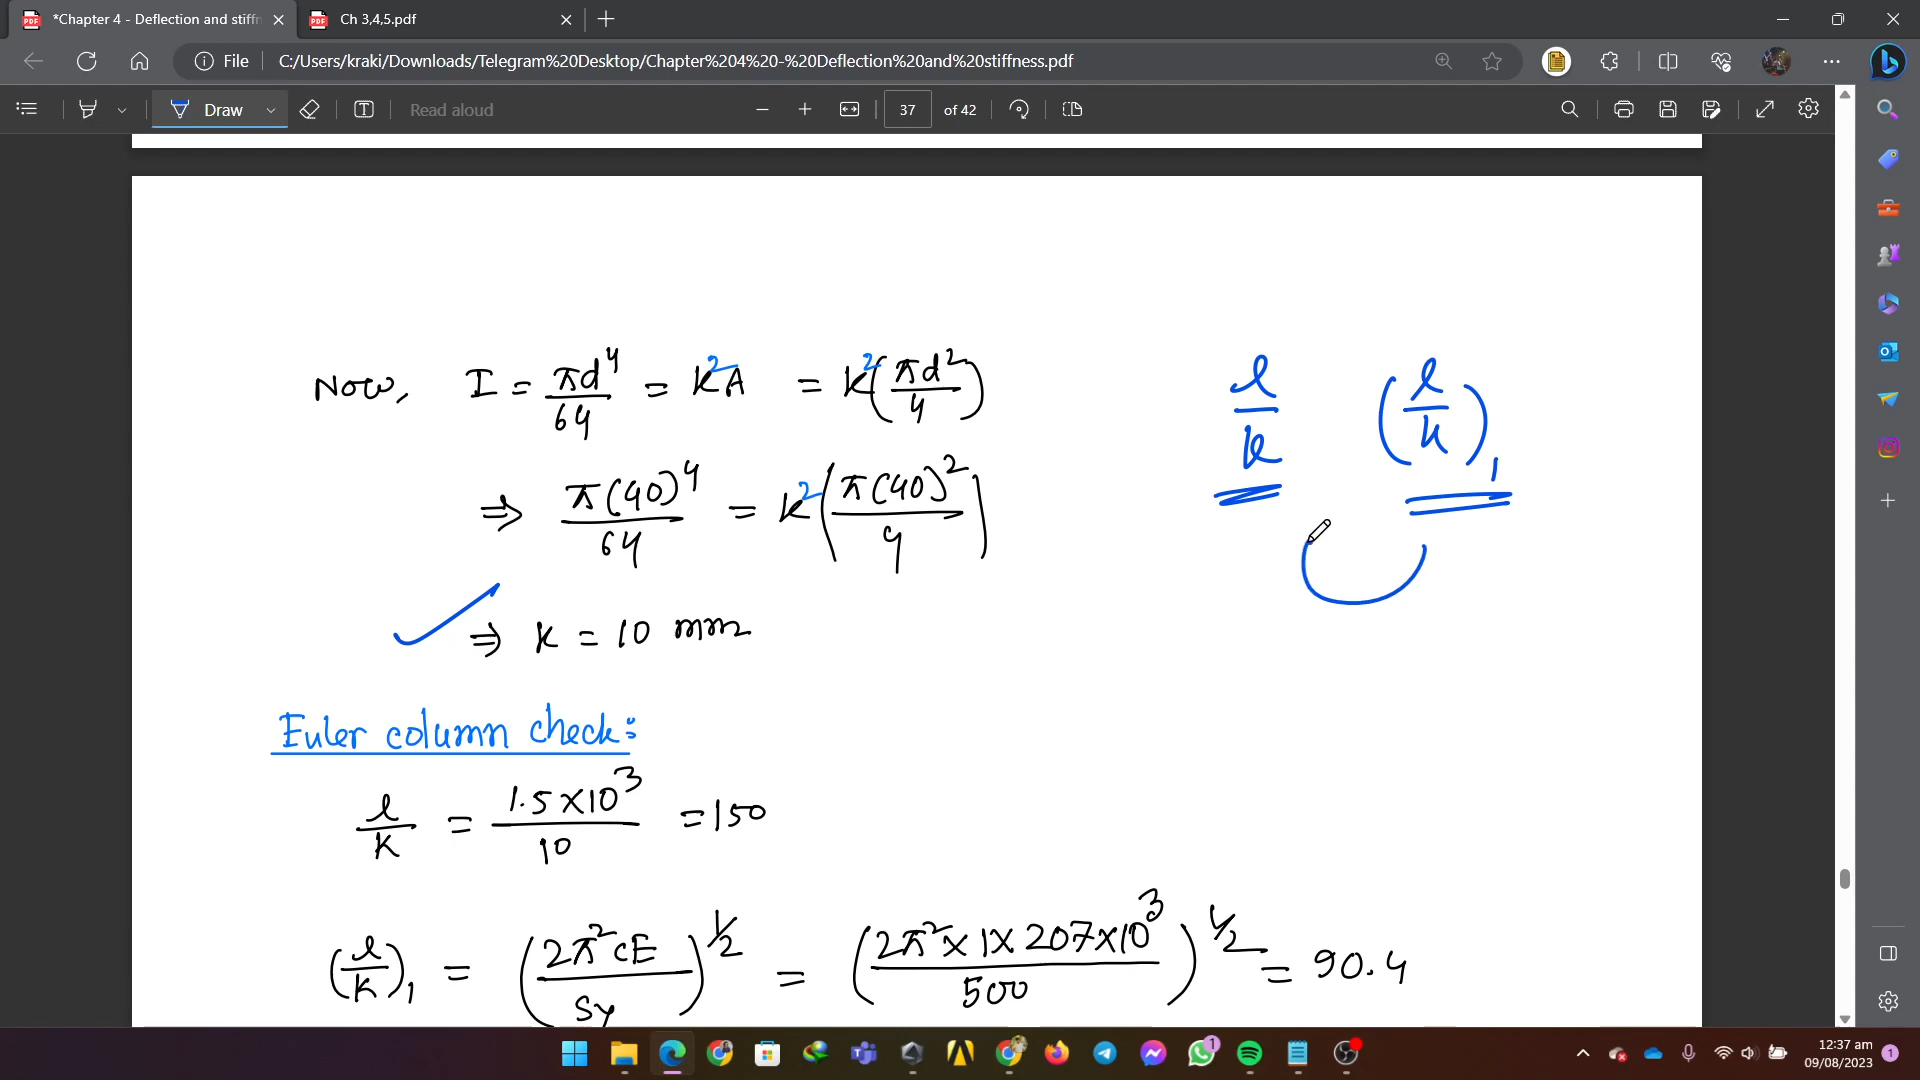 *Chapter 4 - Deflection and stiffn
Ch 3,4,5.pdf
File
C:/Users/kraki/Downloads/Telegram%20Desktop/Chapter%204%20-%20Deflection%20and%20stiffness.pdf
Draw
Read aloud
37 of 42
Now, I = πd⁴/64 = k²A = k²(πd²/4)
l/k (l/k)₁
⇒ π(40)⁴/64 = k²(π(40)²/4)
⇒ k = 10 mm
Euler column check:
l/k = 1.5×10³/10 = 150
(l/k)₁ = (2π²CE/Sy)^1/2 = (2π²×1×207×10³/500)^1/2 = 90.4
1
12:37 am
09/08/2023
1